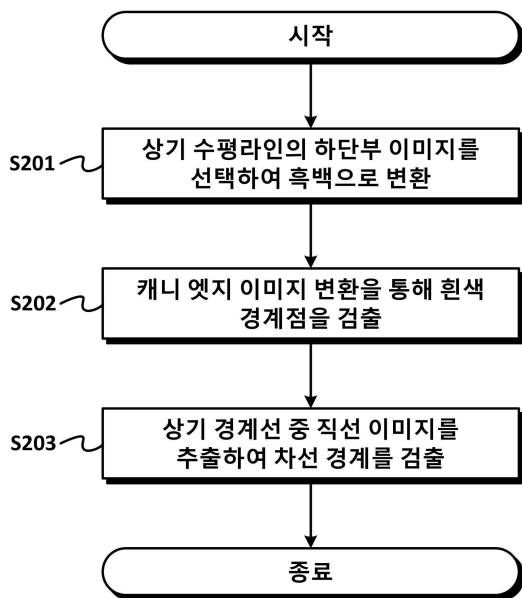 시작
S201
상기 수평라인의 하단부 이미지를
선택하여 흑백으로 변환
S202
캐니 엣지 이미지 변환을 통해 흰색
경계점을 검출
S203
상기 경계선 중 직선 이미지를
추출하여 차선 경계를 검출
종료